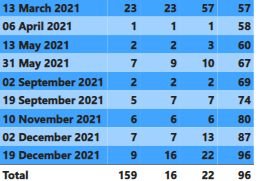 13 March 2021 23 23 57 57
06 April 2021 1 1 1 58
13 May 2021 2 2 3 60
31 May 2021 7 9 10 67
02 September 2021 2 2 2 69
19 September 2021 5 7 7 74
10 November 2021 6 6 6 80
02 December 2021 7 7 13 87
19 December 2021 9 16 22 96
Total 159 16 22 96